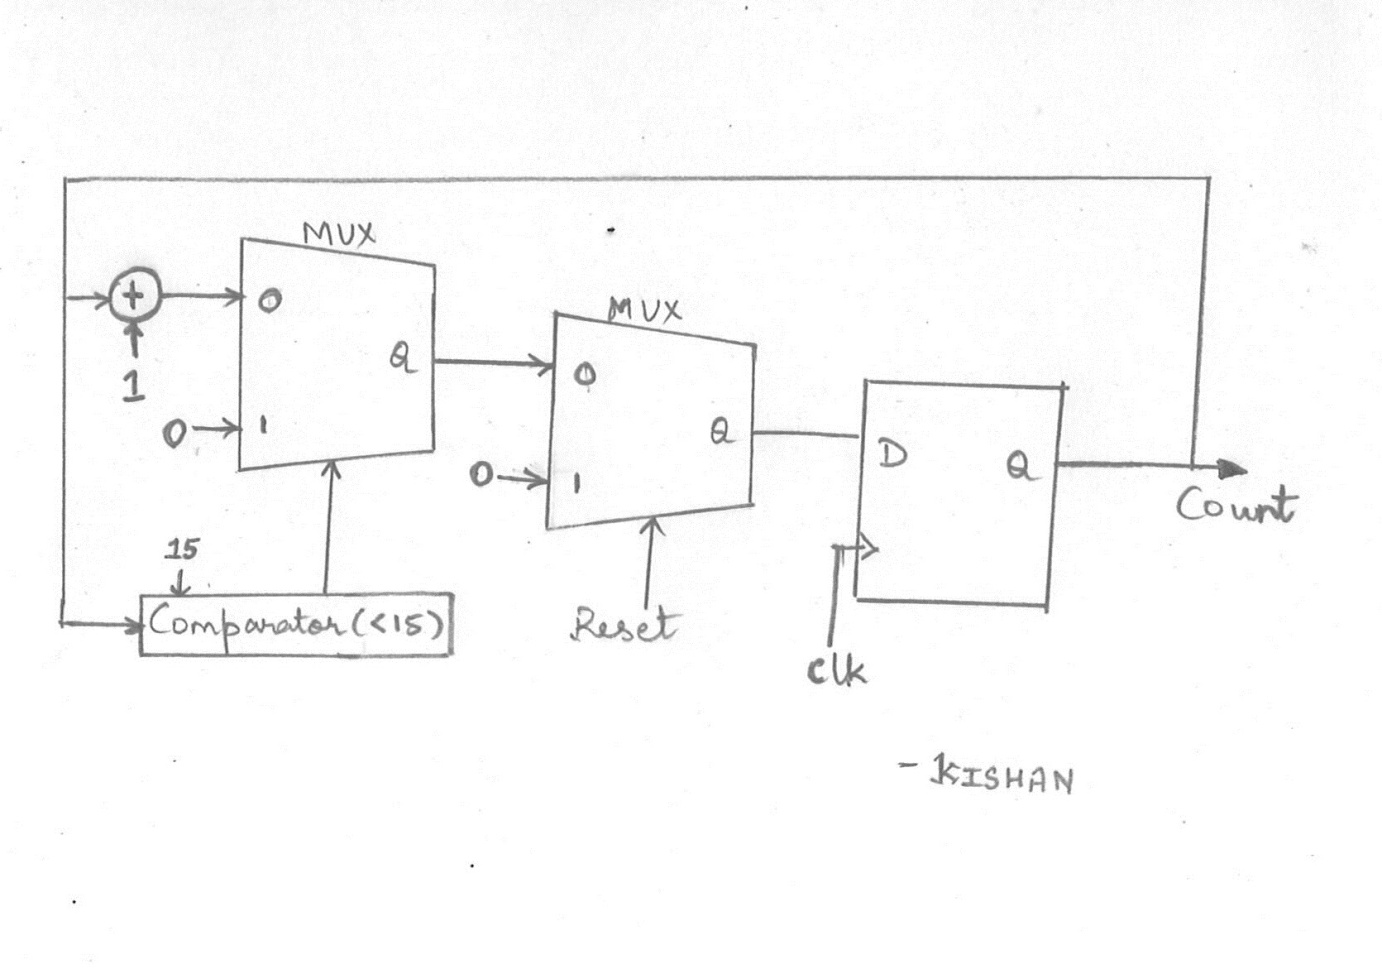 MUX
+
0
1
Q
0
1
MUX
0
Q
0
1
15
Comparator (<15)
Reset
D
Q
clk
Count
- KISHAN